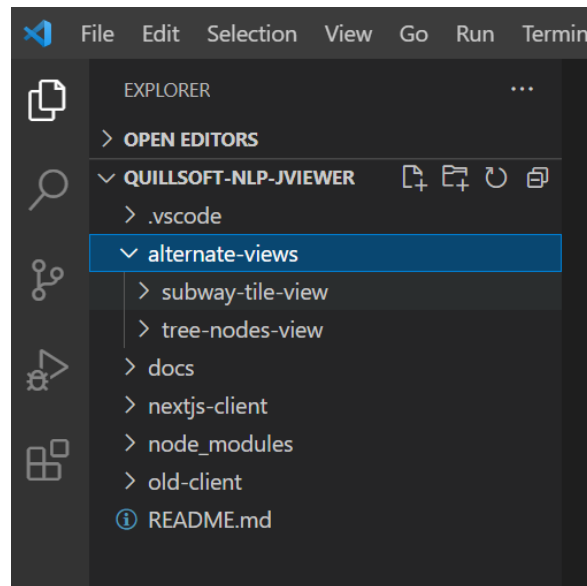 File Edit Selection View Go Run
EXPLORER
OPEN EDITORS
QUILLSOFT-NLP-JVIEWER
.vscode
alternate-views
subway-tile-view
tree-nodes-view
docs
nextjs-client
node_modules
old-client
README.md